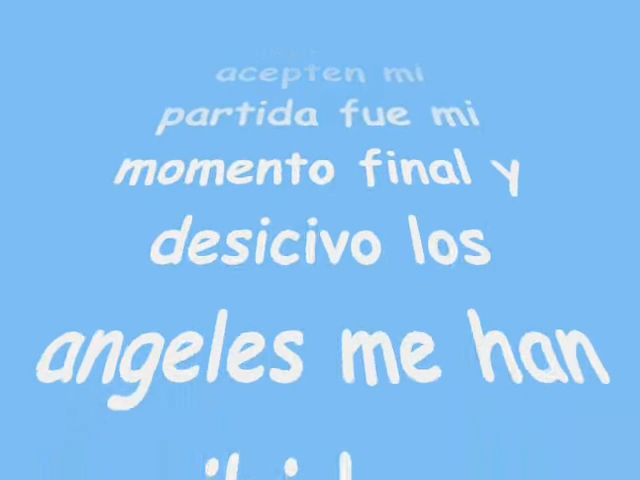 acepten mi
partida fue mi
momento final y
desicivo los
angeles me han